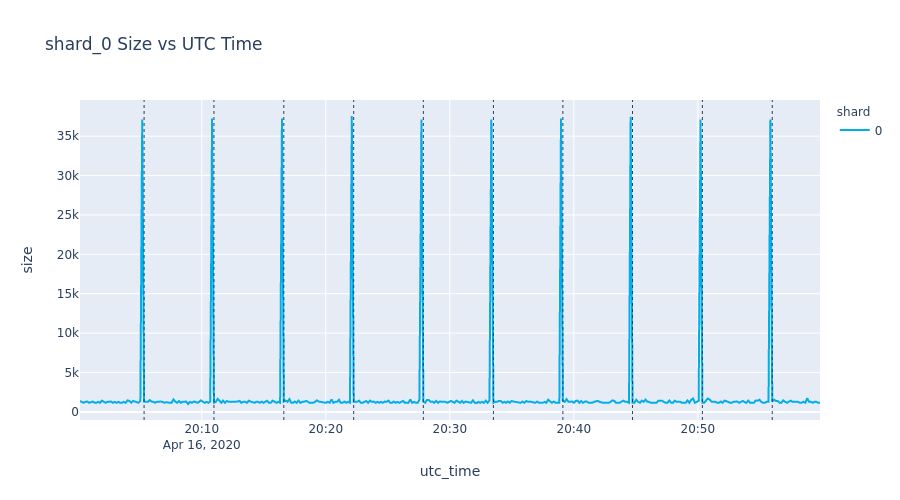 shard_0 Size vs UTC Time
shard
0
35k
30k
25k
20k
15k
10k
5k
0
size
20:10
20:20
20:30
20:40
20:50
Apr 16, 2020
utc_time